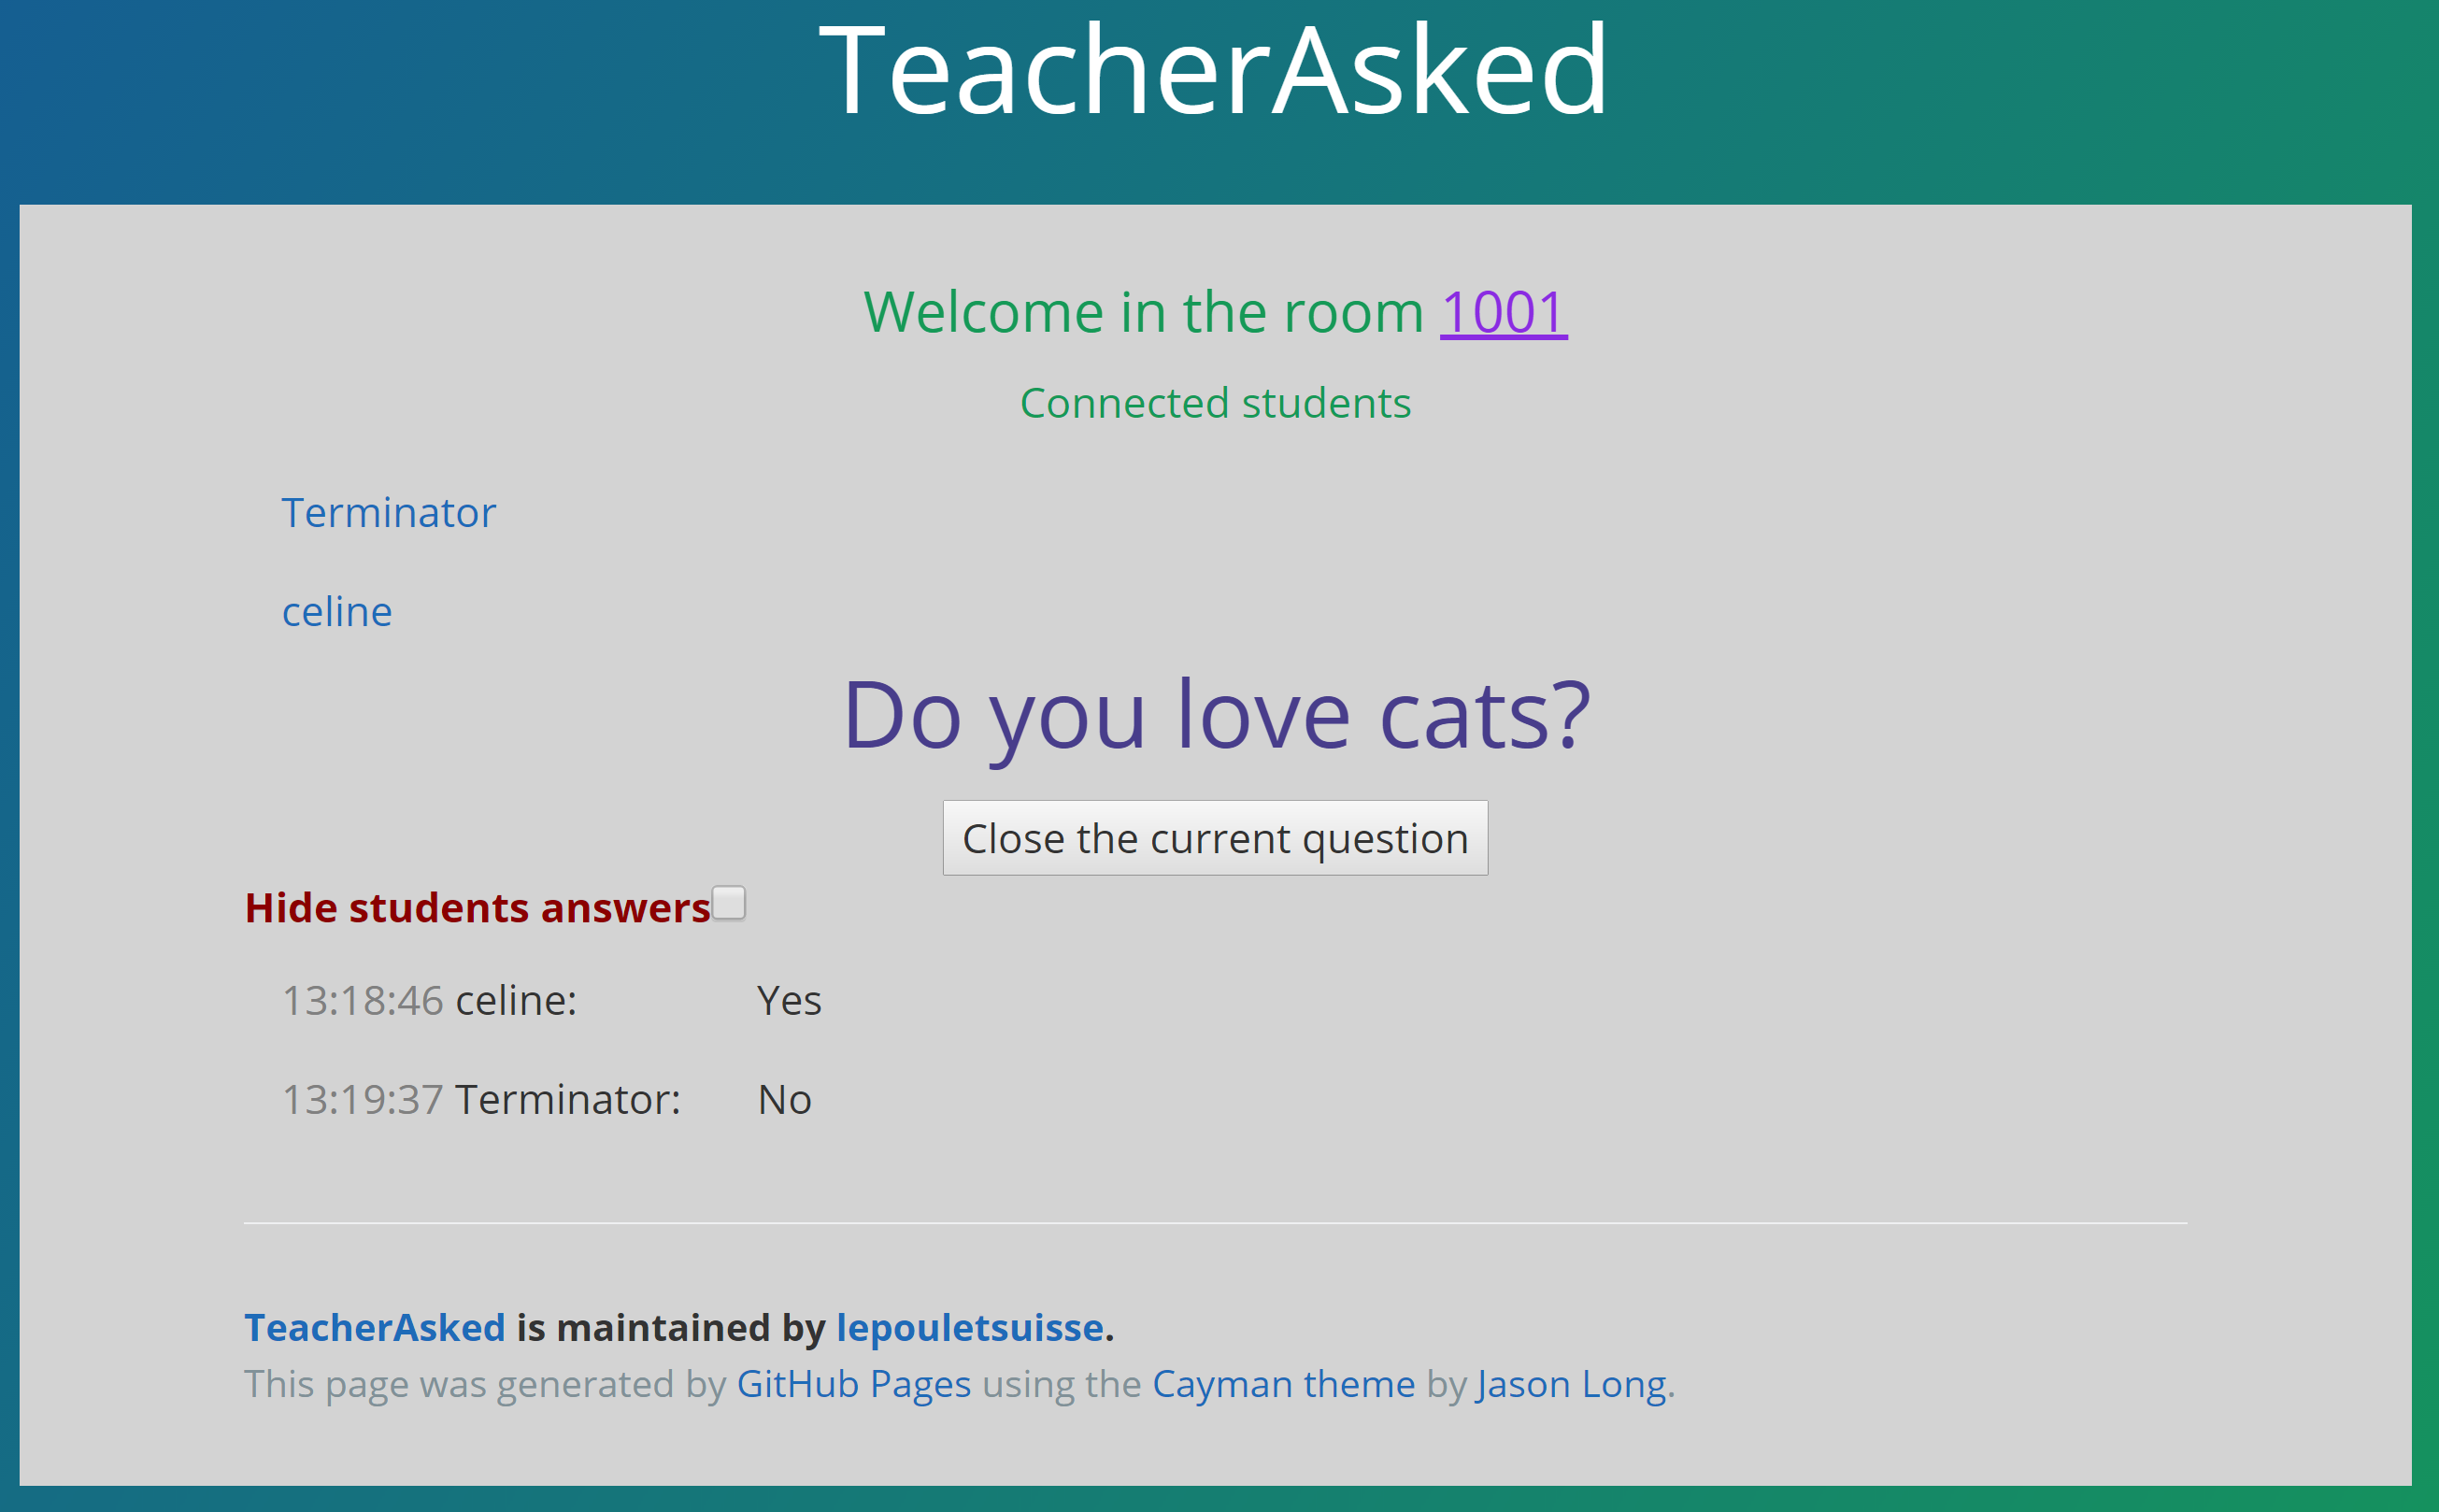 TeacherAsked
Welcome in the room 1001
Connected students
Terminator
celine
Do you love cats?
Close the current question
Hide students answers
13:18:46 celine: Yes
13:19:37 Terminator: No
TeacherAsked is maintained by lepouletsuisse.
This page was generated by GitHub Pages using the Cayman theme by Jason Long.